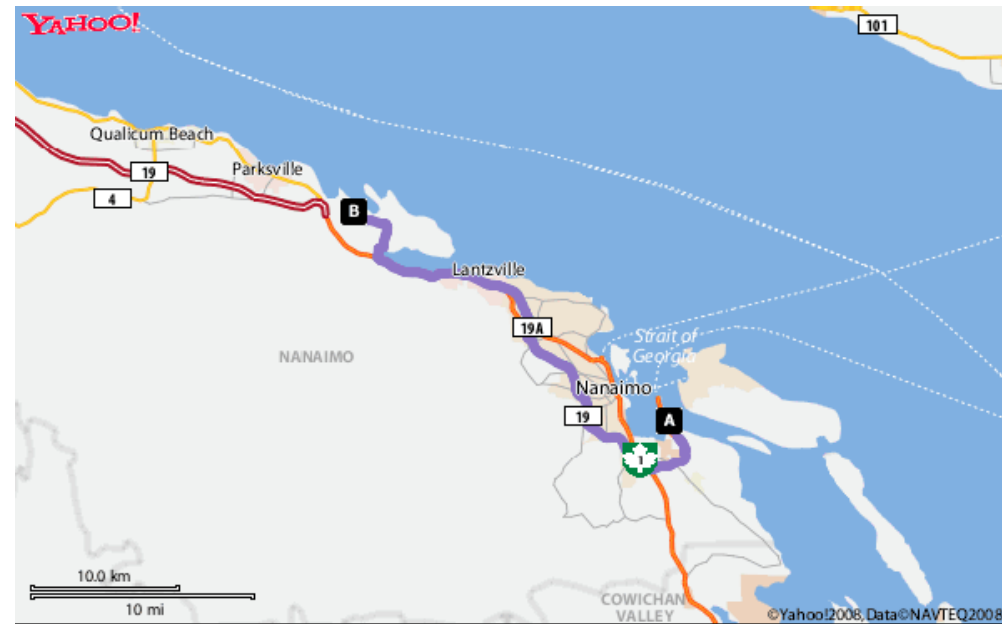 YAHOO!
101
Qualicum Beach
19
Parksville
4
B
Lantzville
19A
Strait of
Georgia
NANAIMO
Nanaimo
19
A
1
10.0 km
10 mi
COWICHAN
VALLEY
©Yahoo!2008, Data©NAVTEQ2008